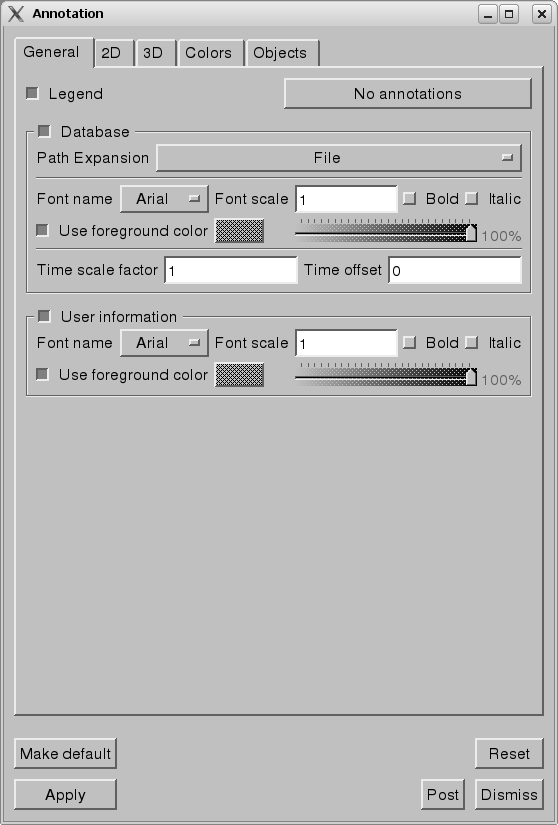 Annotation
General 2D 3D Colors Objects
Legend No annotations
Database
Path Expansion File
Font name Arial Font scale 1 Bold Italic
Use foreground color 100%
Time scale factor 1 Time offset 0
User information
Font name Arial Font scale 1 Bold Italic
Use foreground color 100%
Make default Reset
Apply Post Dismiss